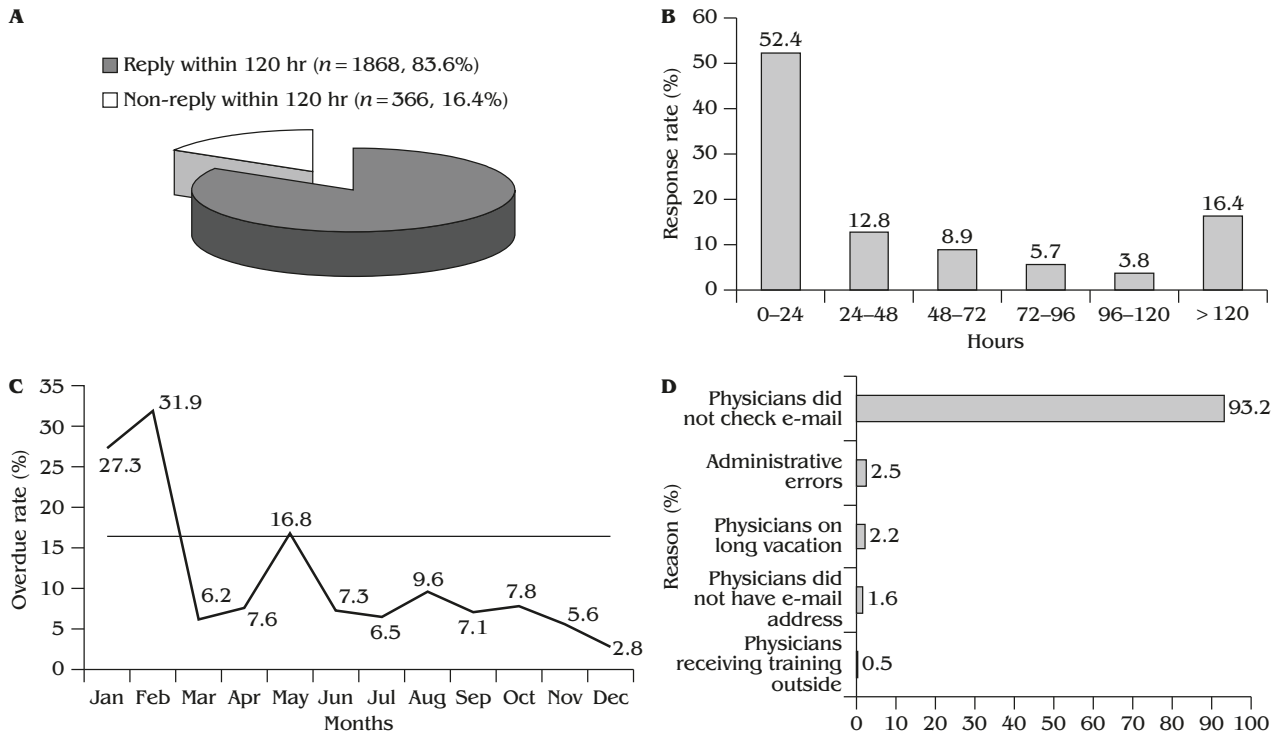 A
Reply within 120 hr (n = 1868, 83.6%)
Non-reply within 120 hr (n = 366, 16.4%)
B
Response rate (%)
60
50
40
30
20
10
0
52.4
12.8
8.9
5.7
3.8
16.4
0–24 24–48 48–72 72–96 96–120 > 120
Hours
C
Overdue rate (%)
35
30
25
20
15
10
5
0
27.3
31.9
6.2
7.6
16.8
7.3
6.5
9.6
7.1
7.8
5.6
2.8
Jan Feb Mar Apr May Jun Jul Aug Sep Oct Nov Dec
Months
D
Reason (%)
Physicians did
not check e-mail
93.2
Administrative
errors
2.5
Physicians on
long vacation
2.2
Physicians did
not have e-mail
address
1.6
Physicians
receiving training
outside
0.5
0 10 20 30 40 50 60 70 80 90 100